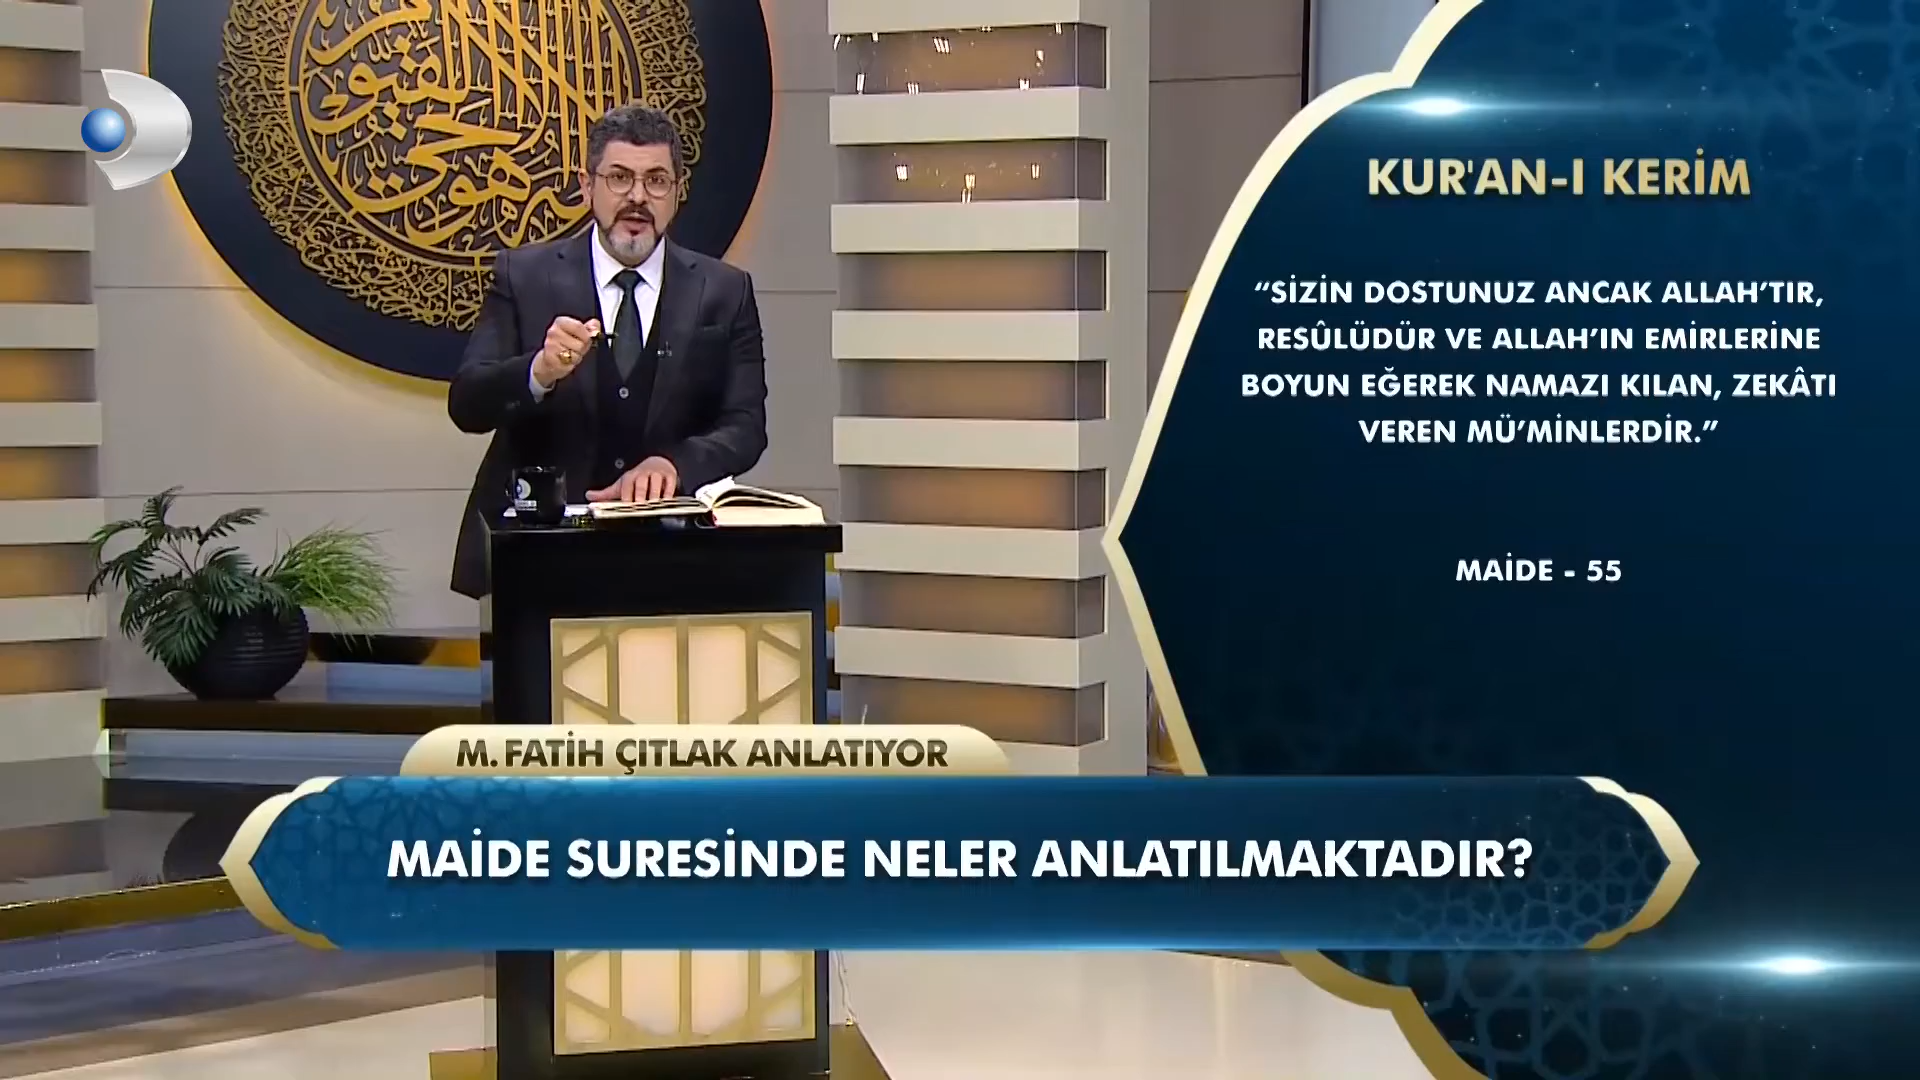 KUR'AN-I KERİM
“SİZİN DOSTUNUZ ANCAK ALLAH’TIR,
RESÛLÜDÜR VE ALLAH’IN EMİRLERİNE
BOYUN EĞEREK NAMAZI KILAN, ZEKÂTI
VEREN MÜ’MİNLERDİR.”
MAİDE - 55
M. FATİH ÇITLAK ANLATIYOR
MAİDE SURESİNDE NELER ANLATILMAKTADIR?